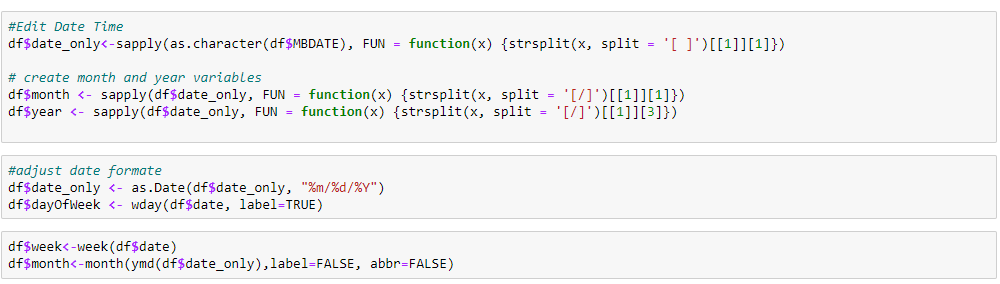 #Edit Date Time
df$date_only<-sapply(as.character(df$MBDATE), FUN = function(x) {strsplit(x, split = '[ ]')[[1]][1]})
# create month and year variables
df$month <- sapply(df$date_only, FUN = function(x) {strsplit(x, split = '[/]')[[1]][1]})
df$year <- sapply(df$date_only, FUN = function(x) {strsplit(x, split = '[/]')[[1]][3]})
#adjust date formate
df$date_only <- as.Date(df$date_only, "%m/%d/%Y")
df$dayOfWeek <- wday(df$date, label=TRUE)
df$week<-week(df$date)
df$month<-month(ymd(df$date_only),label=FALSE, abbr=FALSE)